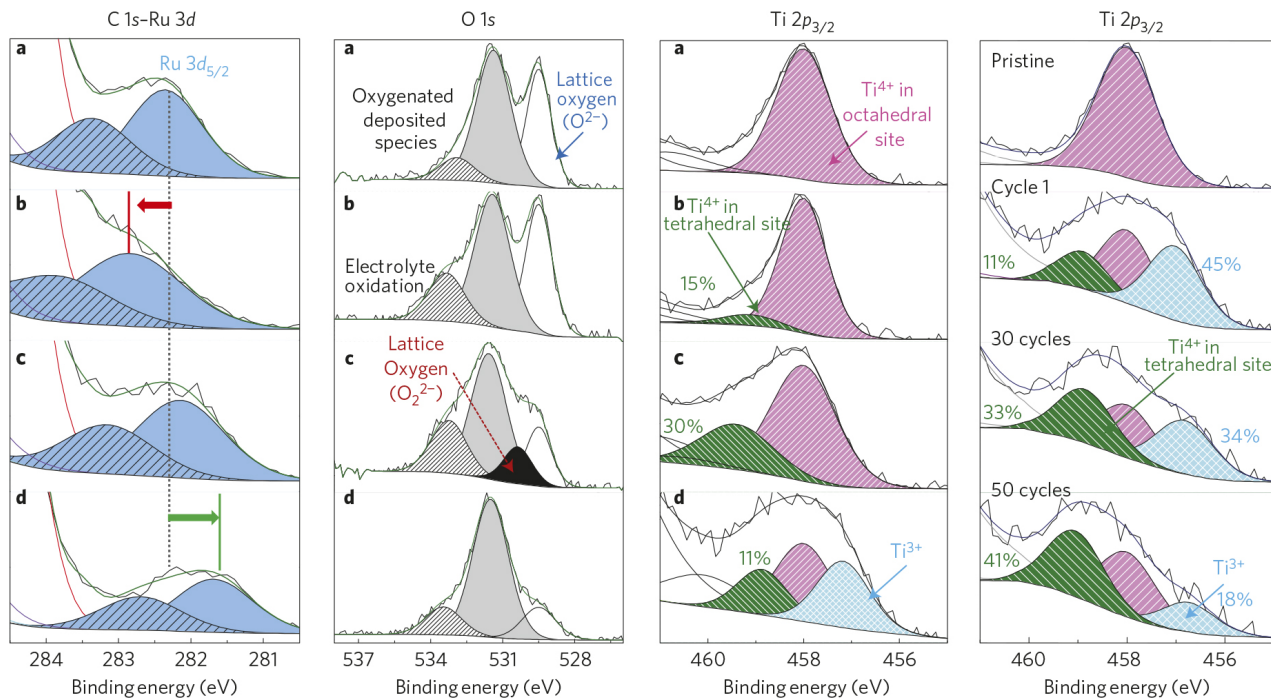 C 1s–Ru 3d
a
Ru 3d5/2
b
c
d
284 283 282 281
Binding energy (eV)
O 1s
a
Oxygenated
deposited
species
Lattice
oxygen
(O²⁻)
b
Electrolyte
oxidation
c
Lattice
Oxygen
(O₂²⁻)
d
537 533 530 528
Binding energy (eV)
Ti 2p3/2
a
Ti⁴⁺ in
octahedral
site
b
Ti⁴⁺ in
tetrahedral site
15%
c
30%
d
11%
Ti³⁺
460 458 456
Binding energy (eV)
Ti 2p3/2
Pristine
Cycle 1
11%
45%
30 cycles
Ti⁴⁺ in
tetrahedral site
33%
34%
50 cycles
41%
Ti³⁺
18%
460 458 456
Binding energy (eV)